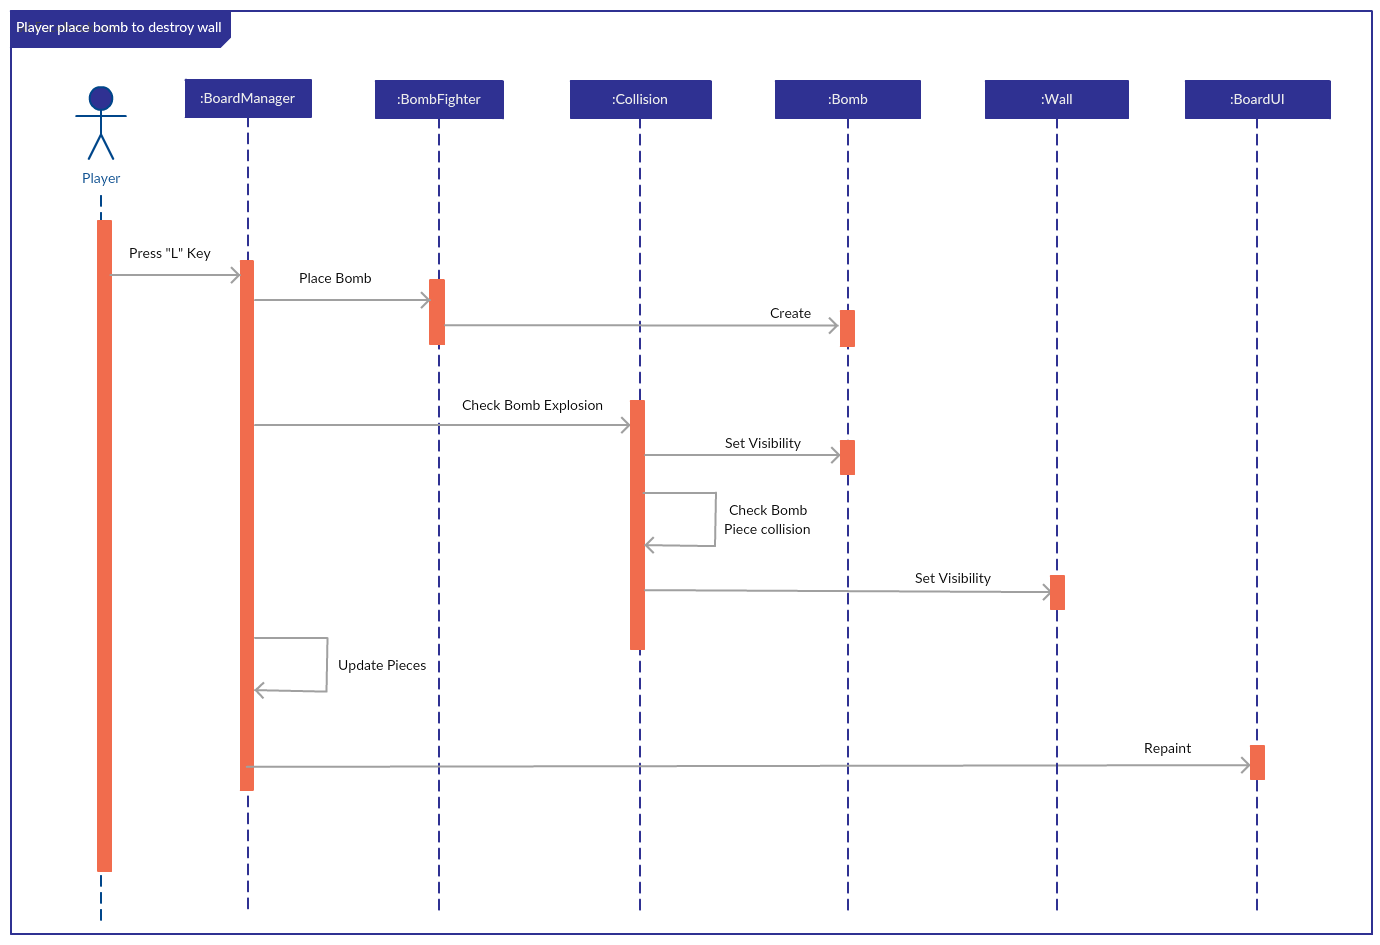 Player place bomb to destroy wall
:BoardManager
:BombFighter
:Collision
:Bomb
:Wall
:BoardUI
Player
Press "L" Key
Place Bomb
Create
Check Bomb Explosion
Set Visibility
Check Bomb
Piece collision
Set Visibility
Update Pieces
Repaint